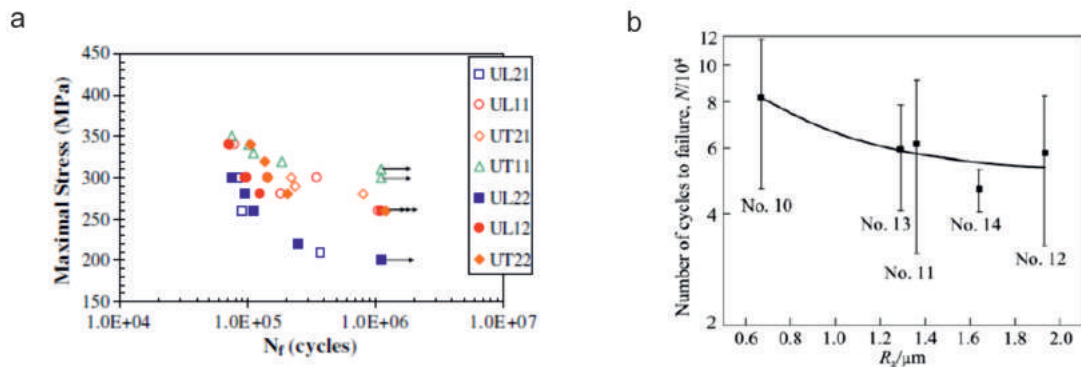 a
Maximal Stress (MPa)
450
400
350
300
250
200
150
1.0E+04
1.0E+05
1.0E+06
1.0E+07
N_f (cycles)
UL21
UL11
UT21
UT11
UL22
UL12
UT22
b
Number of cycles to failure, N/10⁴
12
10
8
6
4
2
No. 10
No. 13
No. 11
No. 14
No. 12
0.6
0.8
1.0
1.2
1.4
1.6
1.8
2.0
R_a/μm